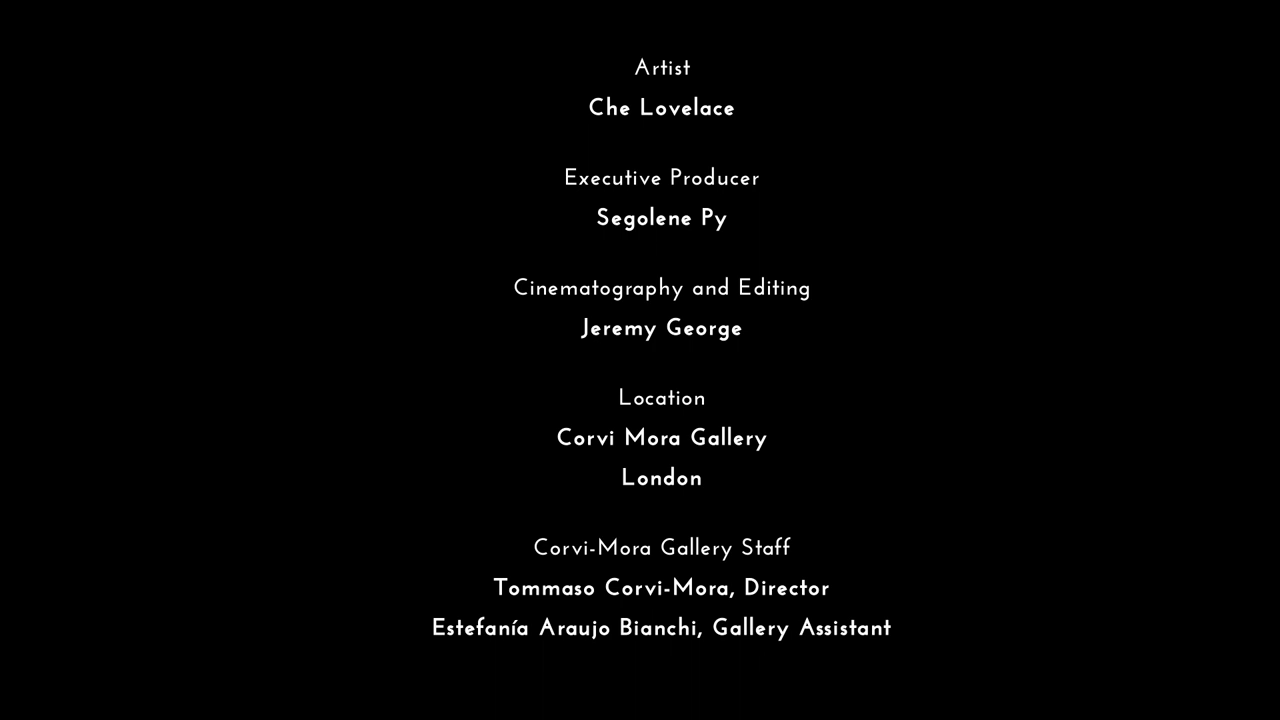 Artist
Che Lovelace
Executive Producer
Segolene Py
Cinematography and Editing
Jeremy George
Location
Corvi Mora Gallery
London
Corvi-Mora Gallery Staff
Tommaso Corvi-Mora, Director
Estefanía Araujo Bianchi, Gallery Assistant